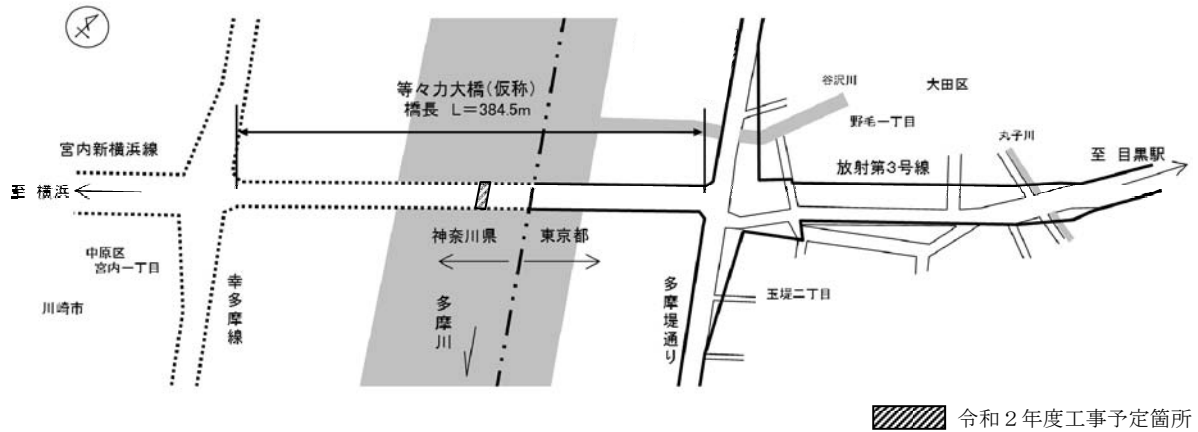 等々力大橋(仮称)
橋長 L=384.5m
谷沢川
大田区
野毛一丁目
丸子川
宮内新横浜線
放射第3号線
至 目黒駅
至 横浜
神奈川県
東京都
中原区
宮内一丁目
川崎市
幸多摩線
多摩川
多摩堤通り
玉堤二丁目
令和2年度工事予定箇所